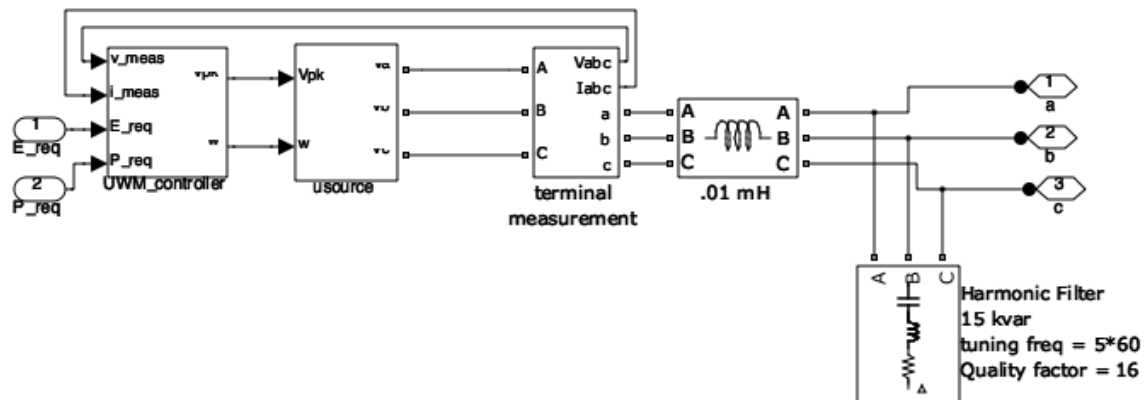 v_meas
i_meas
E_req
P_req
UWM_controller
1
E_req
2
P_req
Vpk
w
usource
A
B
C
Vabc
Iabc
a
b
c
terminal
measurement
A
B
C
A
B
C
.01 mH
1
a
2
b
3
c
A
B
C
Harmonic Filter
15 kvar
tuning freq = 5*60
Quality factor = 16